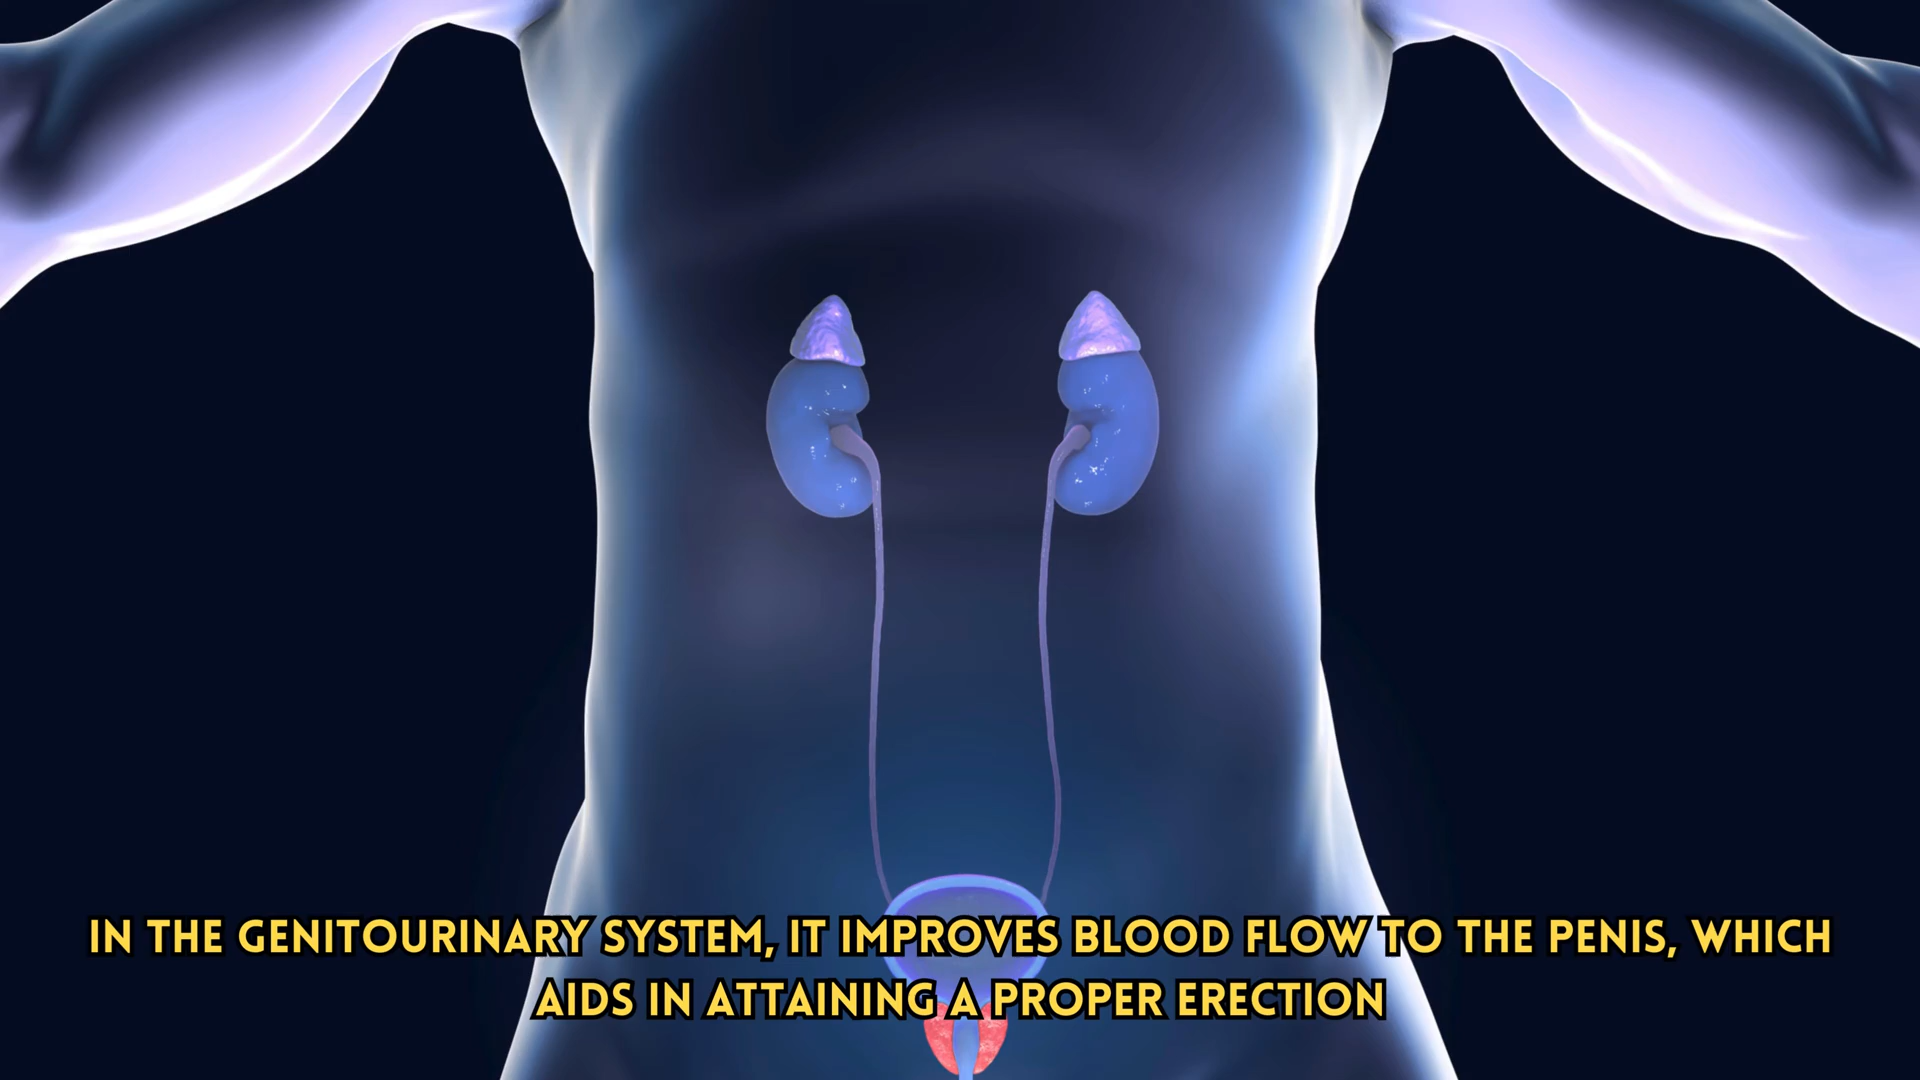 IN THE GENITOURINARY SYSTEM, IT IMPROVES BLOOD FLOW TO THE PENIS, WHICH
AIDS IN ATTAINING A PROPER ERECTION